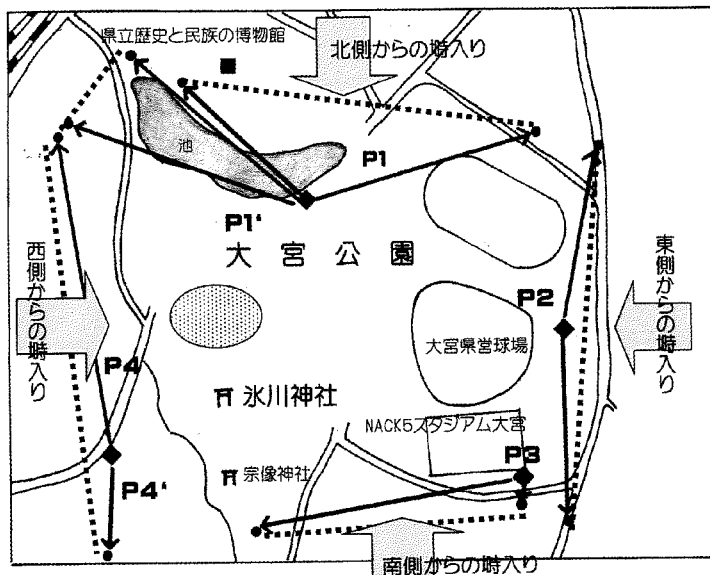 県立歴史と民族の博物館
北側からの塒入り
池
P1
P1'
大宮公園
西側からの塒入り
P2
東側からの塒入り
大宮県営球場
P4
氷川神社
NACK5スタジアム大宮
P3
宗像神社
P4'
南側からの塒入り